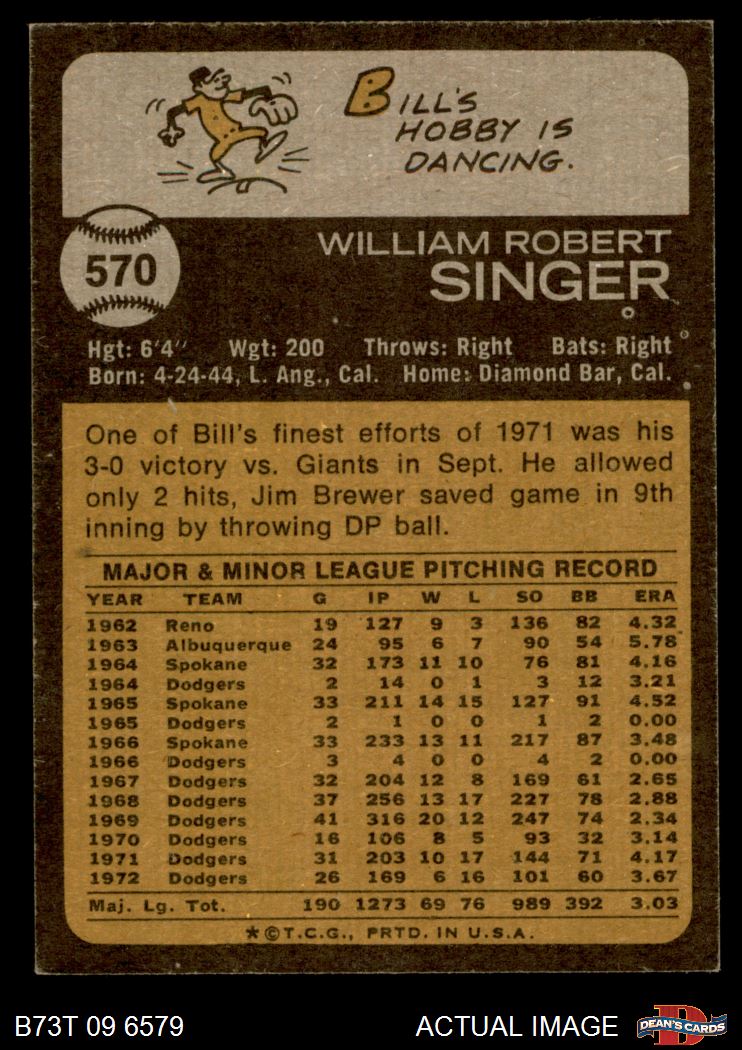 BILL'S
HOBBY IS
DANCING.
570
WILLIAM ROBERT
SINGER
Hgt: 6'4" Wgt: 200 Throws: Right Bats: Right
Born: 4-24-44, L. Ang., Cal. Home: Diamond Bar, Cal.
One of Bill's finest efforts of 1971 was his
3-0 victory vs. Giants in Sept. He allowed
only 2 hits, Jim Brewer saved game in 9th
inning by throwing DP ball.
MAJOR & MINOR LEAGUE PITCHING RECORD
YEAR TEAM G IP W L SO BB ERA
1962 Reno 19 127 9 3 136 82 4.32
1963 Albuquerque 24 95 6 7 90 54 5.78
1964 Spokane 32 173 11 10 76 81 4.16
1964 Dodgers 2 14 0 1 3 12 3.21
1965 Spokane 33 211 14 15 127 91 4.52
1965 Dodgers 2 1 0 0 1 2 0.00
1966 Spokane 33 233 13 11 217 87 3.48
1966 Dodgers 3 4 0 0 4 2 0.00
1967 Dodgers 32 204 12 8 169 61 2.65
1968 Dodgers 37 256 13 17 227 78 2.88
1969 Dodgers 41 316 20 12 247 74 2.34
1970 Dodgers 16 106 8 5 93 32 3.14
1971 Dodgers 31 203 10 17 144 71 4.17
1972 Dodgers 26 169 6 16 101 60 3.67
Maj. Lg. Tot. 190 1273 69 76 989 392 3.03
★©T.C.G., PRTD. IN U.S.A.
B73T 09 6579 ACTUAL IMAGE
D
DEAN'S CARDS